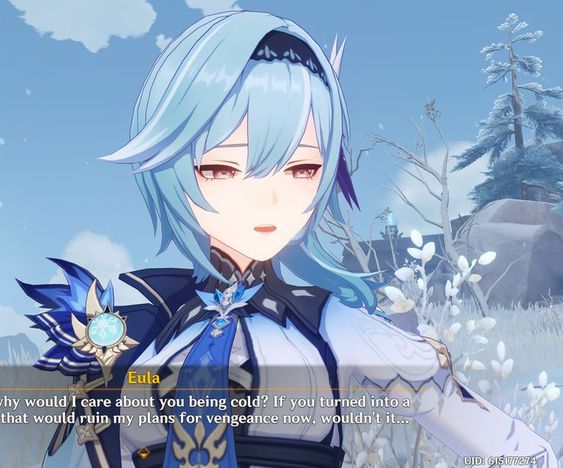 Eula
why would I care about you being cold? If you turned into a
that would ruin my plans for vengeance now, wouldn't it...
UID: 615177274